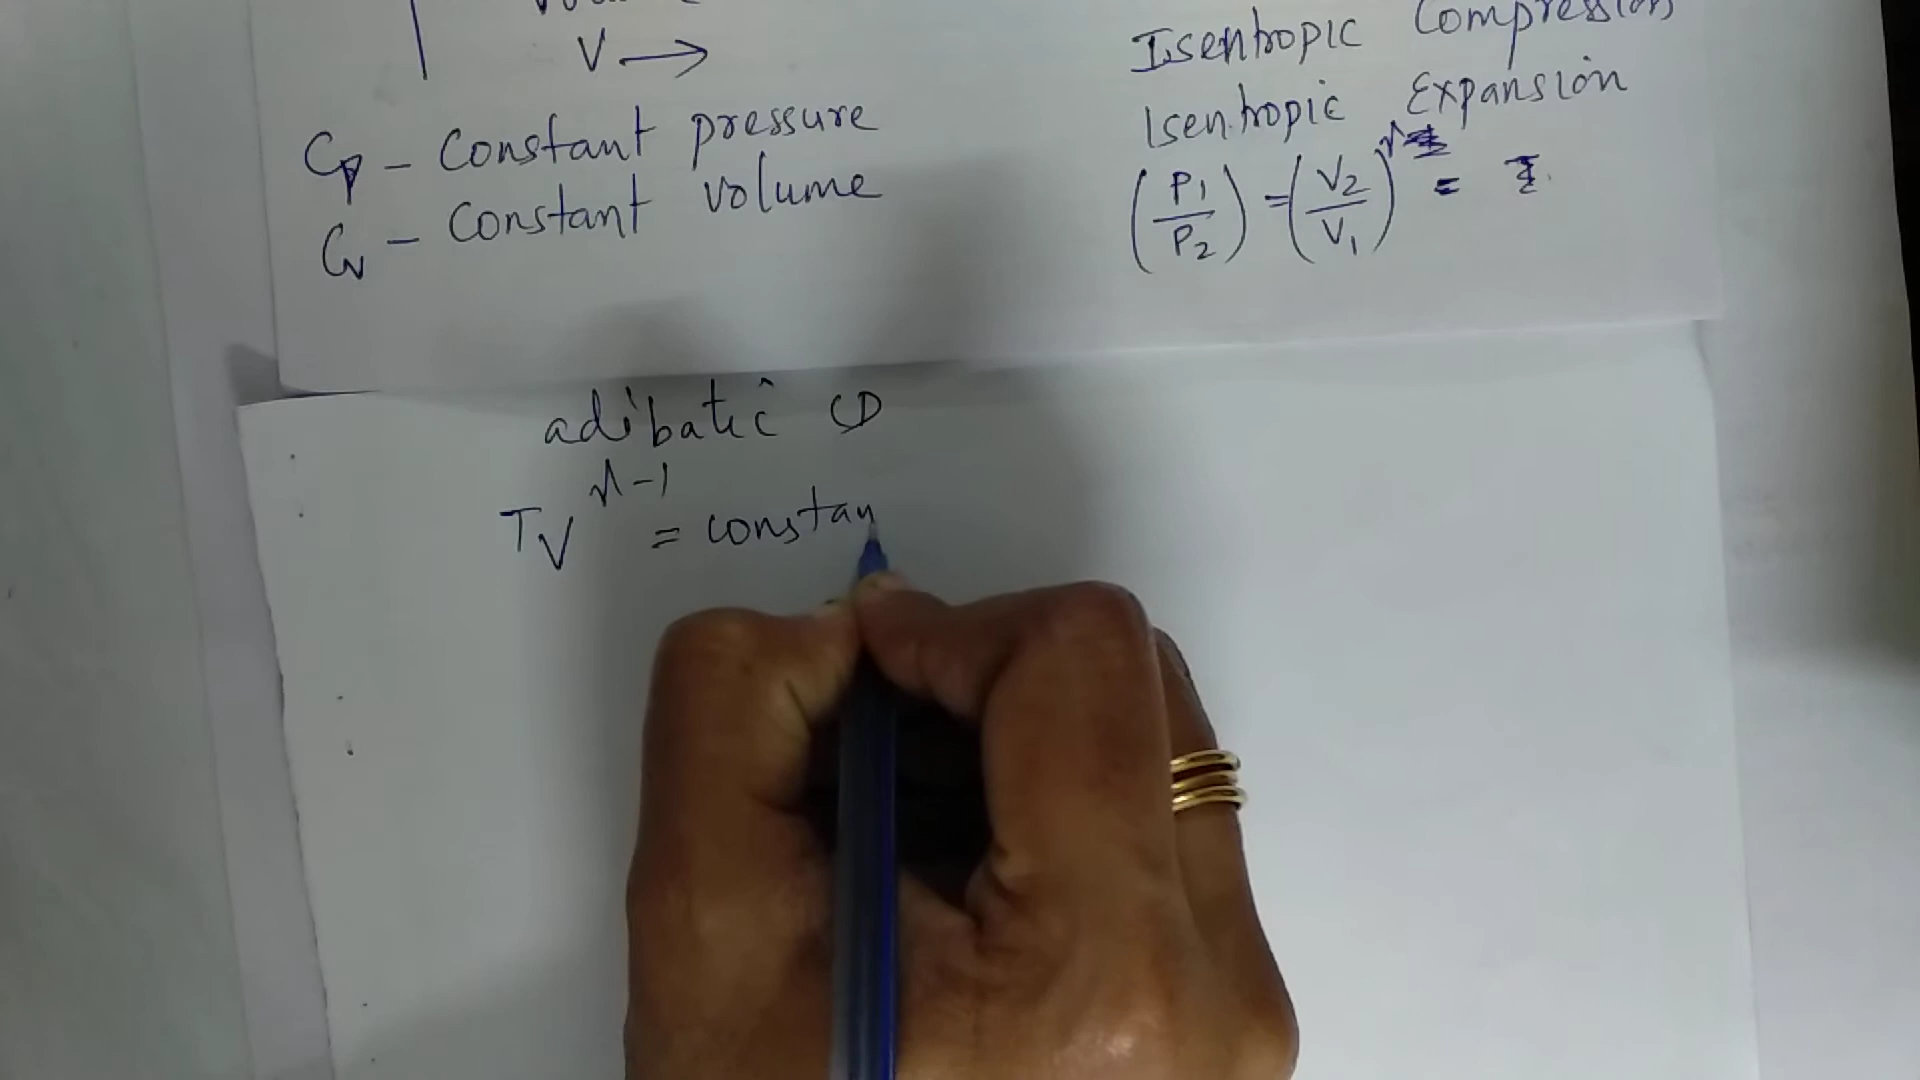 V →
Cp – Constant pressure
Cv – Constant volume
Isentropic Compression
Isentropic Expansion
(P1/P2) = (V2/V1)^γ =
adibatic
TV^γ-1 = constan